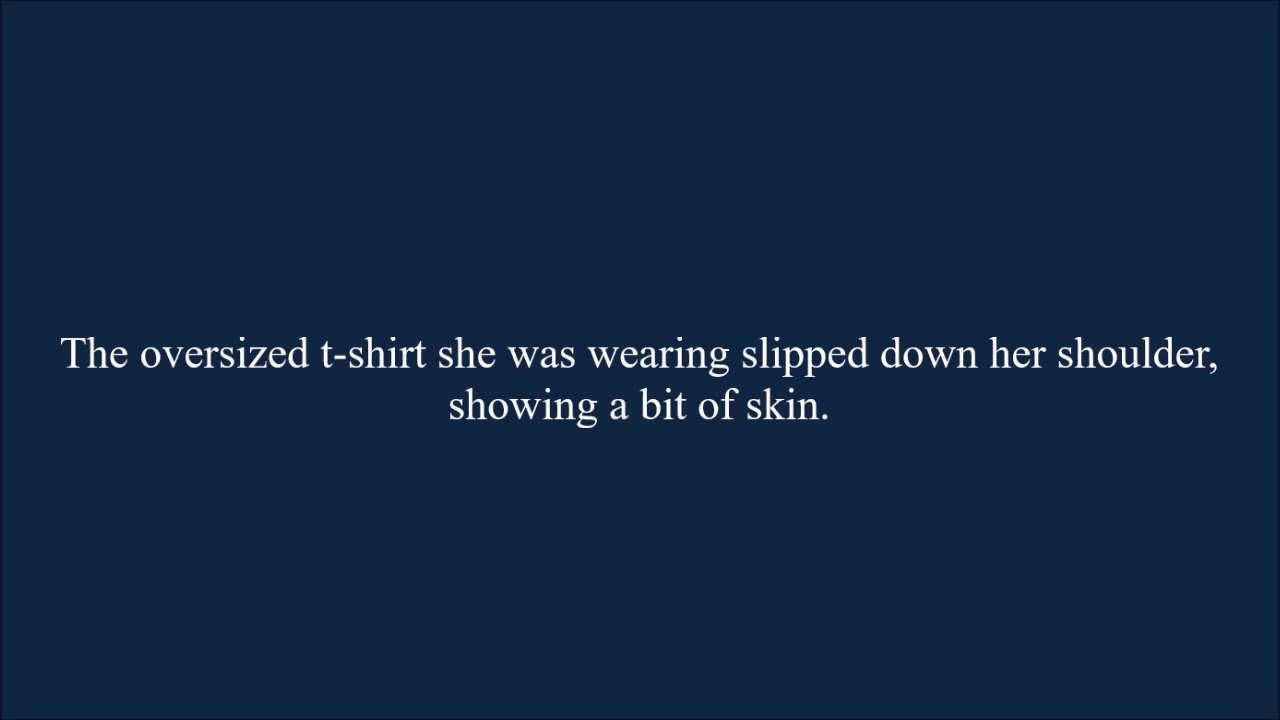 The oversized t-shirt she was wearing slipped down her shoulder,
showing a bit of skin.